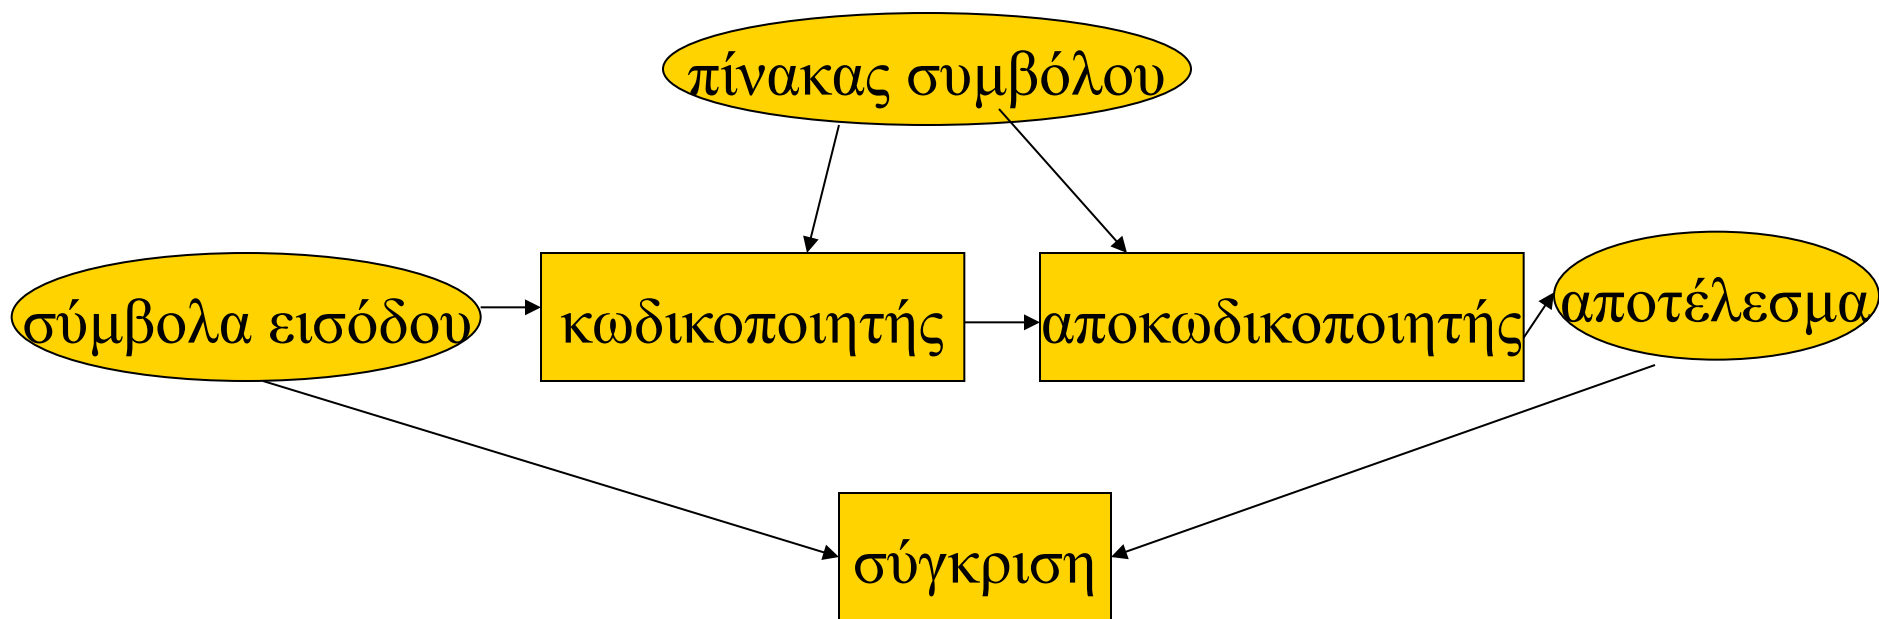 πίνακας συμβόλου
σύμβολα εισόδου
κωδικοποιητής
αποκωδικοποιητής
αποτέλεσμα
σύγκριση